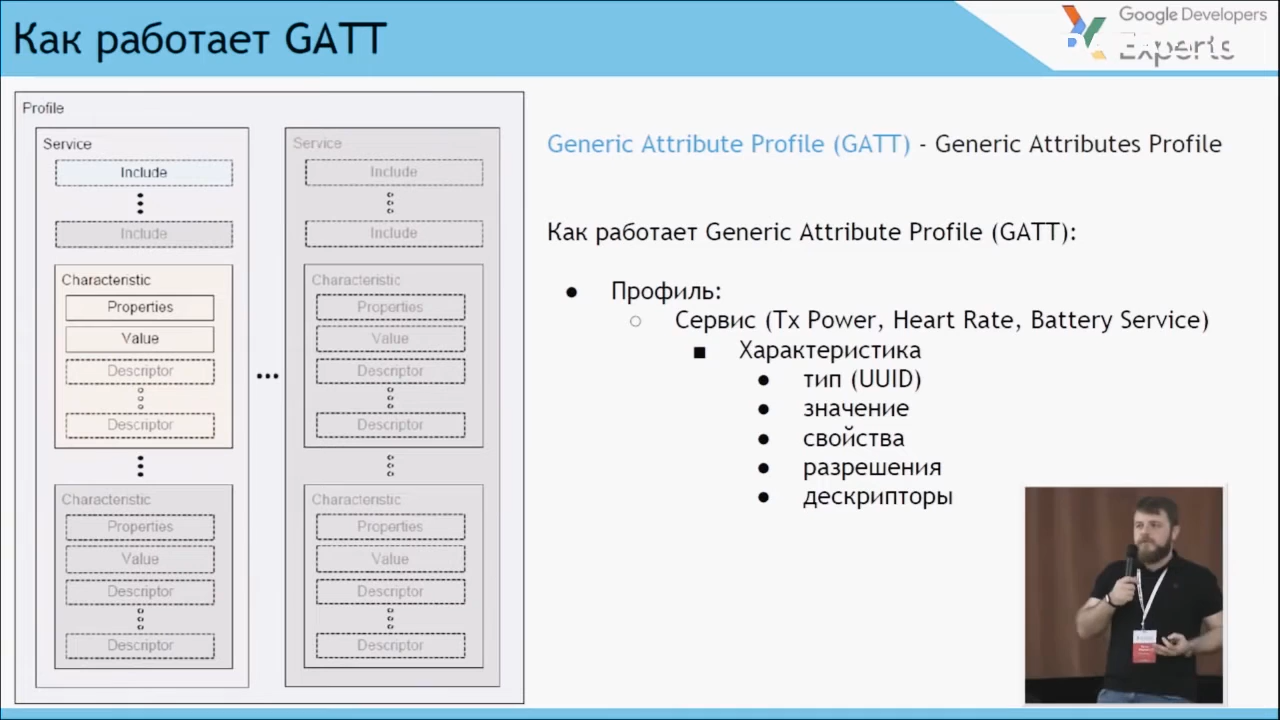 Как работает GATT
Google Developers
Experts
Profile
Service
Include
Include
Characteristic
Properties
Value
Descriptor
Descriptor
Characteristic
Properties
Value
Descriptor
Descriptor
Service
Include
Include
Characteristic
Properties
Value
Descriptor
Descriptor
Characteristic
Properties
Value
Descriptor
Descriptor
Generic Attribute Profile (GATT) - Generic Attributes Profile
Как работает Generic Attribute Profile (GATT):
Профиль:
Сервис (Tx Power, Heart Rate, Battery Service)
Характеристика
тип (UUID)
значение
свойства
разрешения
дескрипторы